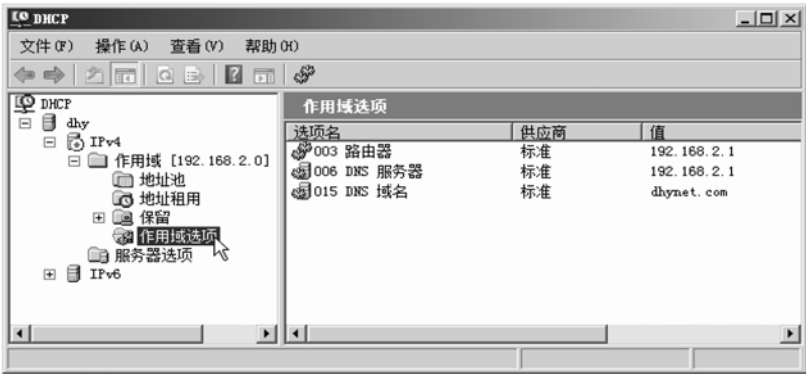 DHCP
文件(F) 操作(A) 查看(V) 帮助(H)
DHCP
dhy
IPv4
作用域 [192.168.2.0]
地址池
地址租用
保留
作用域选项
服务器选项
IPv6
作用域选项
选项名 供应商 值
003 路由器 标准 192.168.2.1
006 DNS 服务器 标准 192.168.2.1
015 DNS 域名 标准 dhynet.com